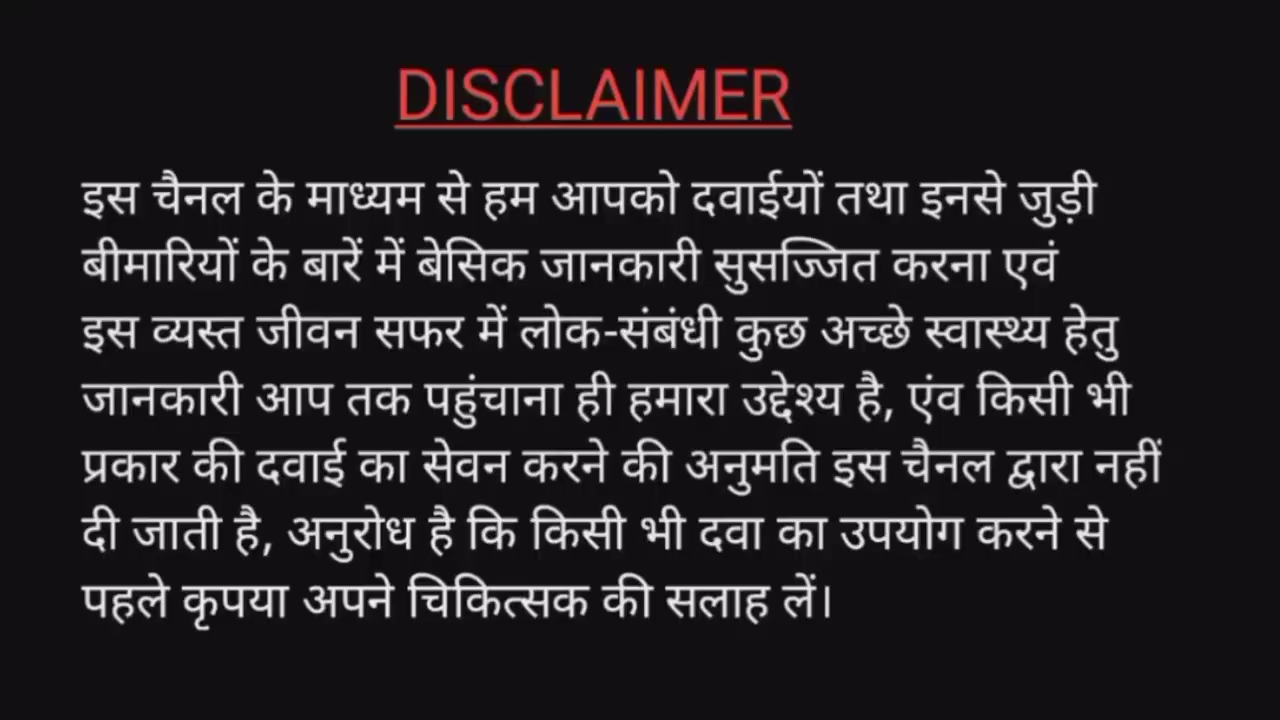 DISCLAIMER
इस चैनल के माध्यम से हम आपको दवाईयों तथा इनसे जुड़ी
बीमारियों के बारें में बेसिक जानकारी सुसज्जित करना एवं
इस व्यस्त जीवन सफर में लोक-संबंधी कुछ अच्छे स्वास्थ्य हेतु
जानकारी आप तक पहुंचाना ही हमारा उद्देश्य है, एंव किसी भी
प्रकार की दवाई का सेवन करने की अनुमति इस चैनल द्वारा नहीं
दी जाती है, अनुरोध है कि किसी भी दवा का उपयोग करने से
पहले कृपया अपने चिकित्सक की सलाह लें।